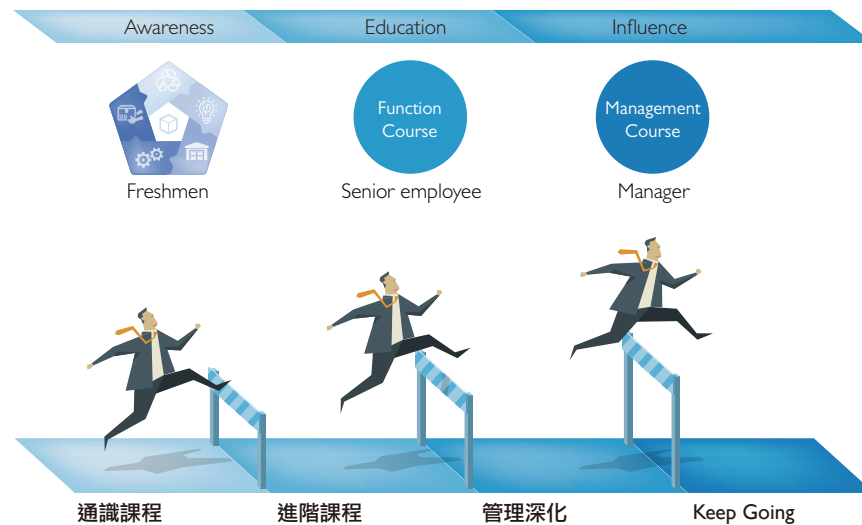 Awareness
Education
Influence
Function
Course
Management
Course
Freshmen
Senior employee
Manager
通識課程
進階課程
管理深化
Keep Going